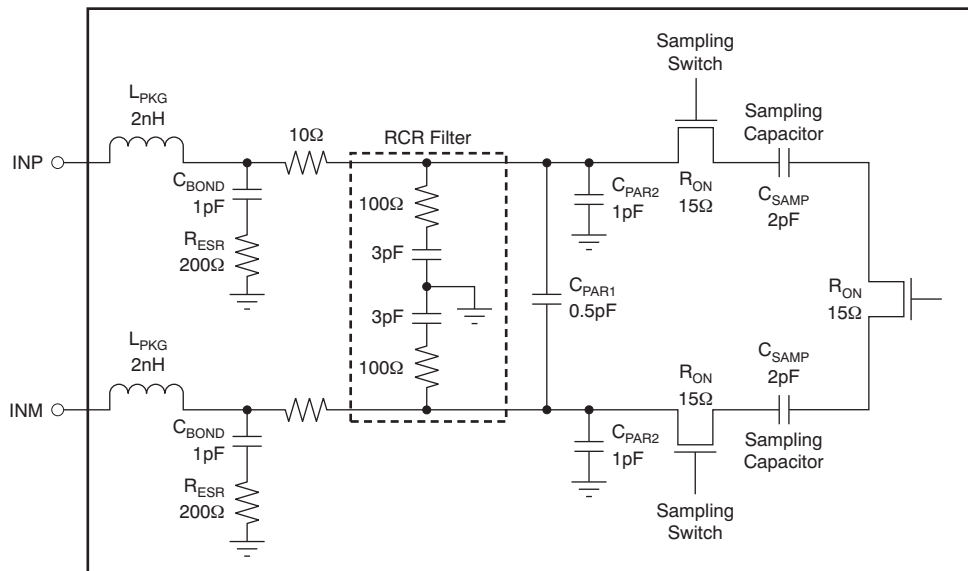 Sampling
Switch
L_PKG
2nH
Sampling
Capacitor
10Ω
RCR Filter
INP
C_BOND
1pF
100Ω
C_PAR2
1pF
R_ON
15Ω
C_SAMP
2pF
R_ESR
200Ω
3pF
C_PAR1
0.5pF
R_ON
15Ω
3pF
L_PKG
2nH
100Ω
R_ON
15Ω
C_SAMP
2pF
INM
C_BOND
1pF
C_PAR2
1pF
Sampling
Capacitor
R_ESR
200Ω
Sampling
Switch